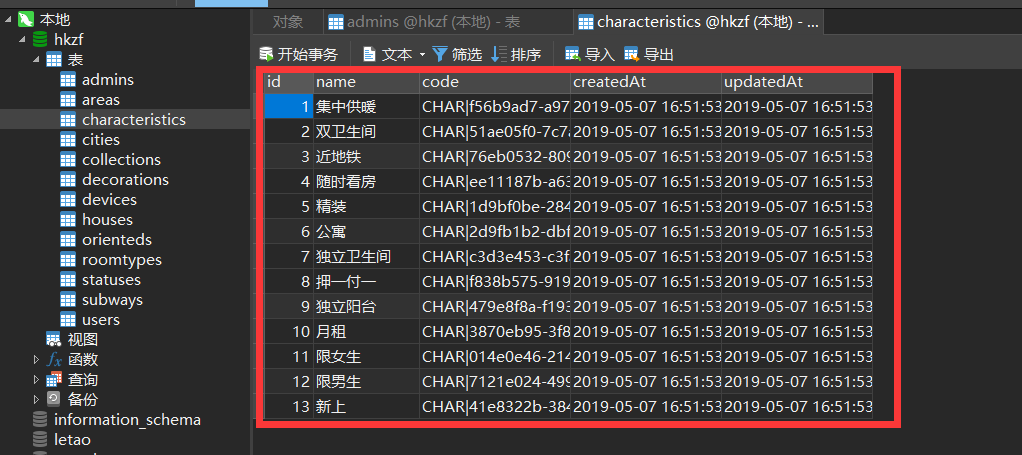 本地
hkzf
表
admins
areas
characteristics
cities
collections
decorations
devices
houses
orienteds
roomtypes
statuses
subways
users
视图
函数
查询
备份
information_schema
letao
对象 admins @hkzf (本地) - 表 characteristics @hkzf (本地) - ...
开始事务 文本 筛选 排序 导入 导出
id name code createdAt updatedAt
1 集中供暖 CHAR|f56b9ad7-a97 2019-05-07 16:51:53 2019-05-07 16:51:53
2 双卫生间 CHAR|51ae05f0-7c7a 2019-05-07 16:51:53 2019-05-07 16:51:53
3 近地铁 CHAR|76eb0532-809 2019-05-07 16:51:53 2019-05-07 16:51:53
4 随时看房 CHAR|ee11187b-a63 2019-05-07 16:51:53 2019-05-07 16:51:53
5 精装 CHAR|1d9bf0be-284 2019-05-07 16:51:53 2019-05-07 16:51:53
6 公寓 CHAR|2d9fb1b2-dbf 2019-05-07 16:51:53 2019-05-07 16:51:53
7 独立卫生间 CHAR|c3d3e453-c3f 2019-05-07 16:51:53 2019-05-07 16:51:53
8 押一付一 CHAR|f838b575-919 2019-05-07 16:51:53 2019-05-07 16:51:53
9 独立阳台 CHAR|479e8f8a-f193 2019-05-07 16:51:53 2019-05-07 16:51:53
10 月租 CHAR|3870eb95-3f8 2019-05-07 16:51:53 2019-05-07 16:51:53
11 限女生 CHAR|014e0e46-214 2019-05-07 16:51:53 2019-05-07 16:51:53
12 限男生 CHAR|7121e024-499 2019-05-07 16:51:53 2019-05-07 16:51:53
13 新上 CHAR|41e8322b-384 2019-05-07 16:51:53 2019-05-07 16:51:53